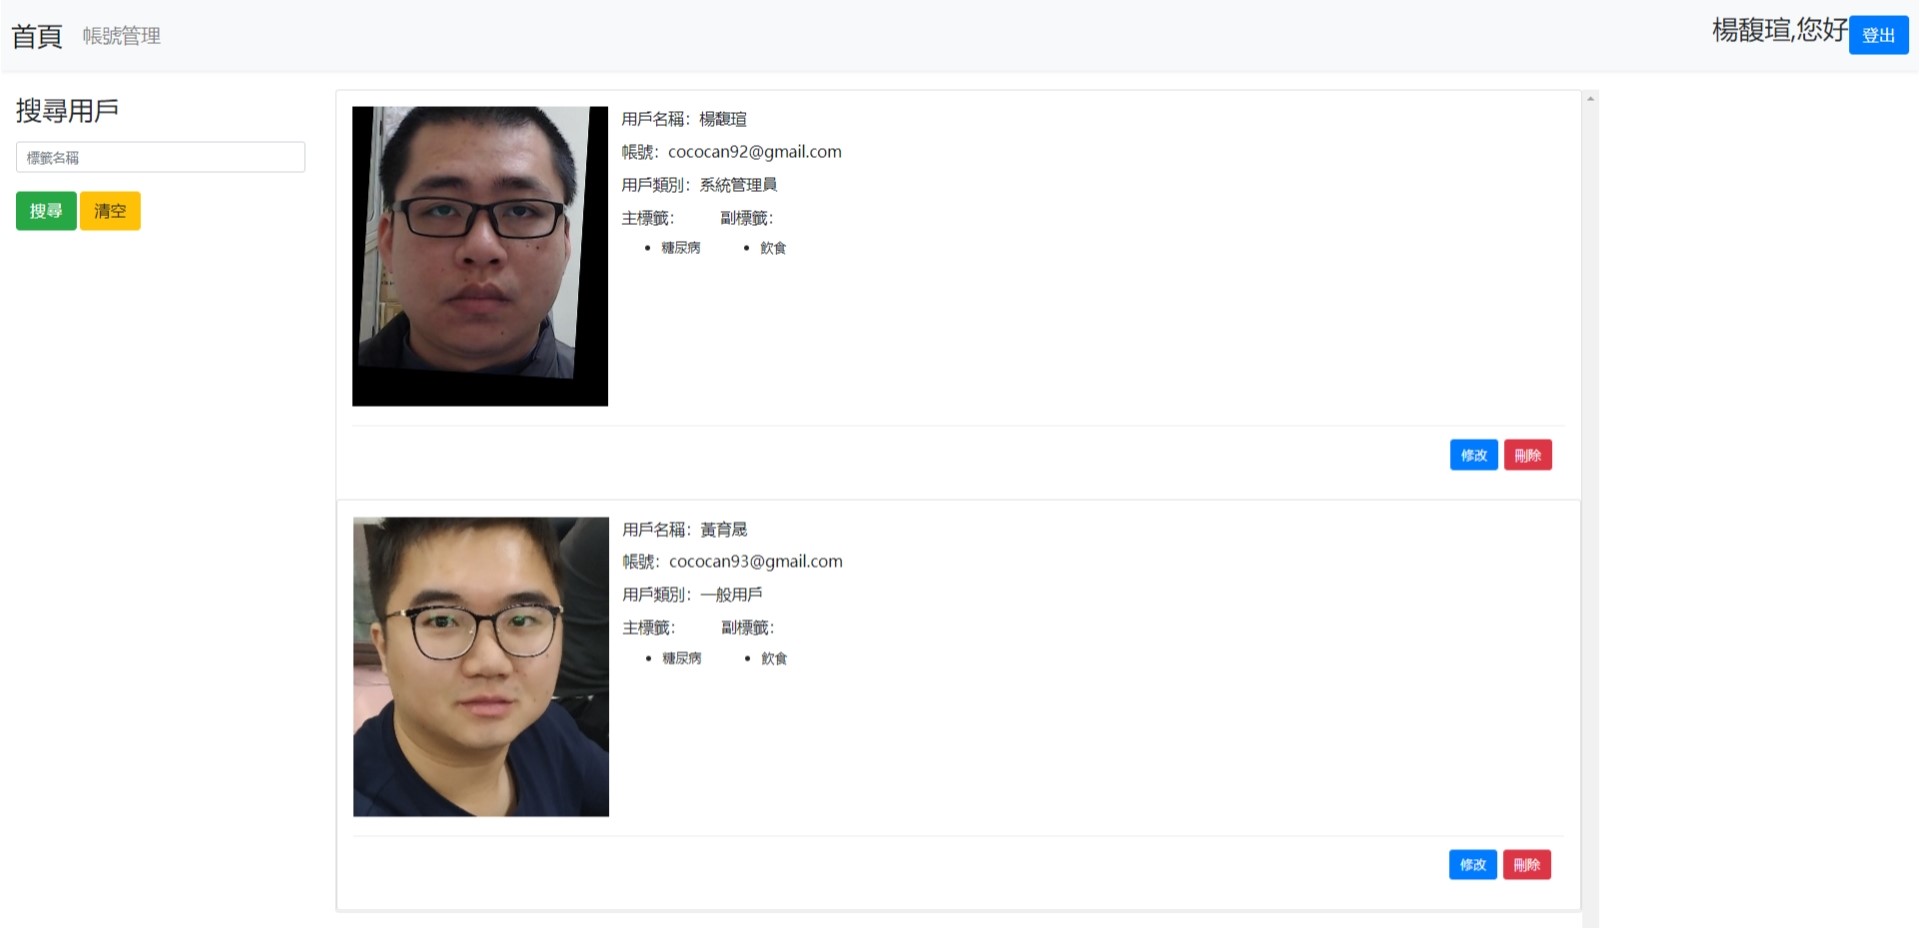 首頁 帳號管理
楊馥瑄,您好 登出
搜尋用戶
標籤名稱
搜尋 清空
用戶名稱：楊馥瑄
帳號：cococan92@gmail.com
用戶類別：系統管理員
主標籤： 副標籤：
• 糖尿病 • 飲食
修改 刪除
用戶名稱：黃育晟
帳號：cococan93@gmail.com
用戶類別：一般用戶
主標籤： 副標籤：
• 糖尿病 • 飲食
修改 刪除